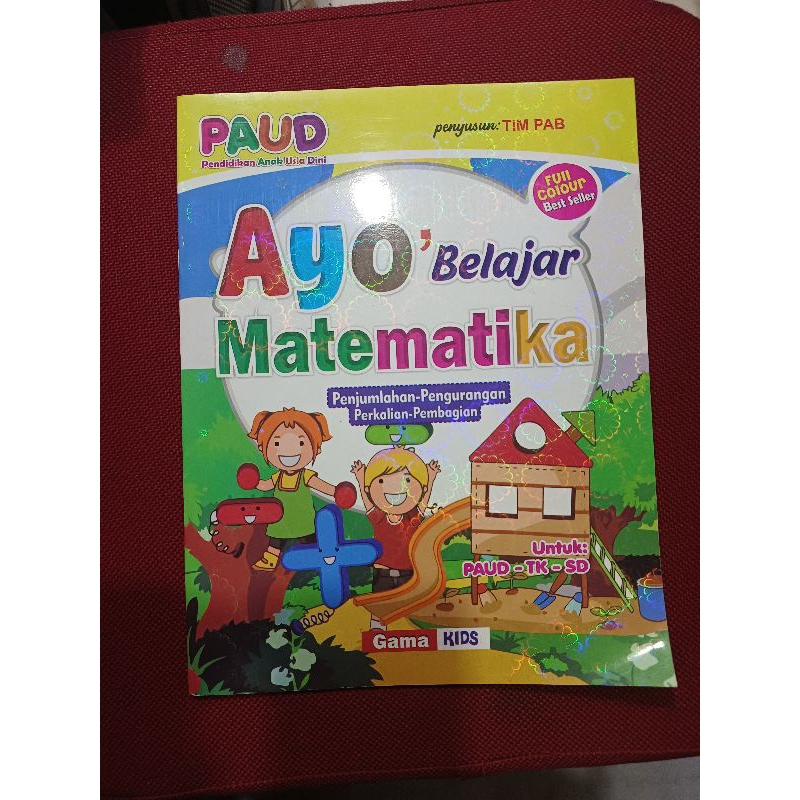 PAUD
Pendidikan Anak Usia Dini
penyusun: TIM PAB
FULL
COLOUR
Best Seller
Ayo' Belajar
Matematika
Penjumlahan-Pengurangan
Perkalian-Pembagian
Untuk:
PAUD - TK - SD
Gama KIDS